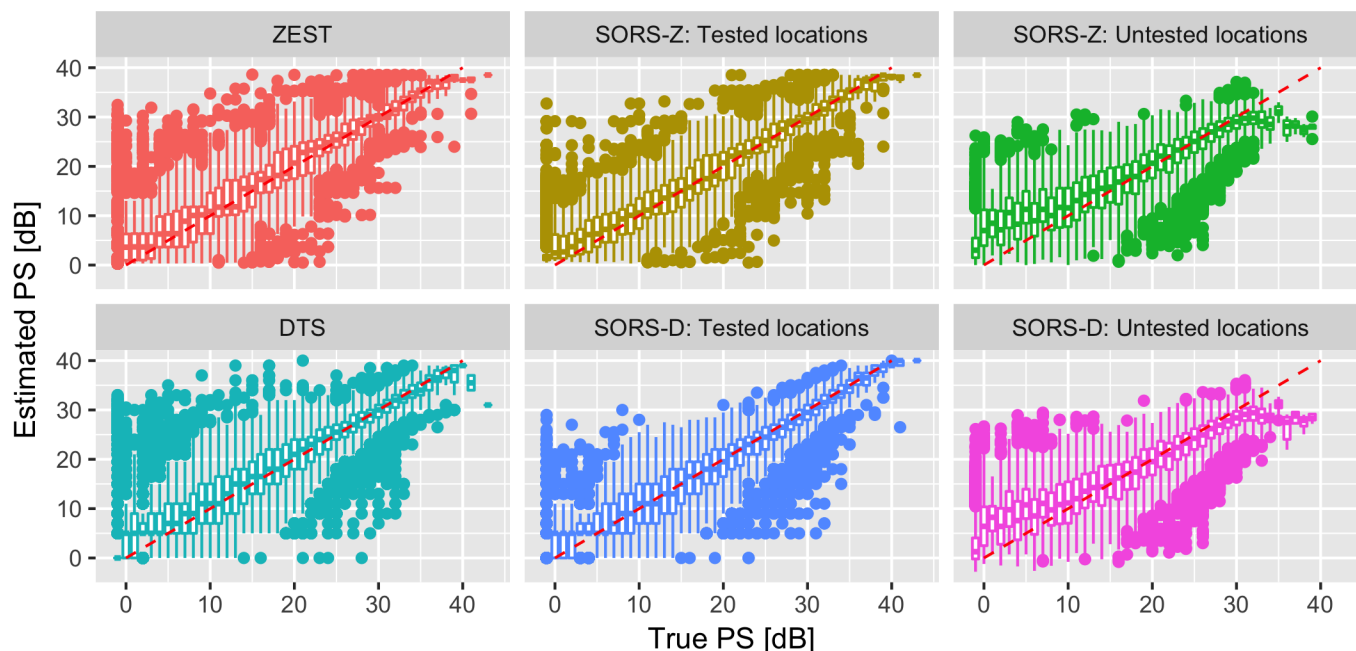 ZEST
SORS-Z: Tested locations
SORS-Z: Untested locations
40
30
20
10
0
DTS
SORS-D: Tested locations
SORS-D: Untested locations
40
30
20
10
0
0 10 20 30 40
0 10 20 30 40
0 10 20 30 40
Estimated PS [dB]
True PS [dB]